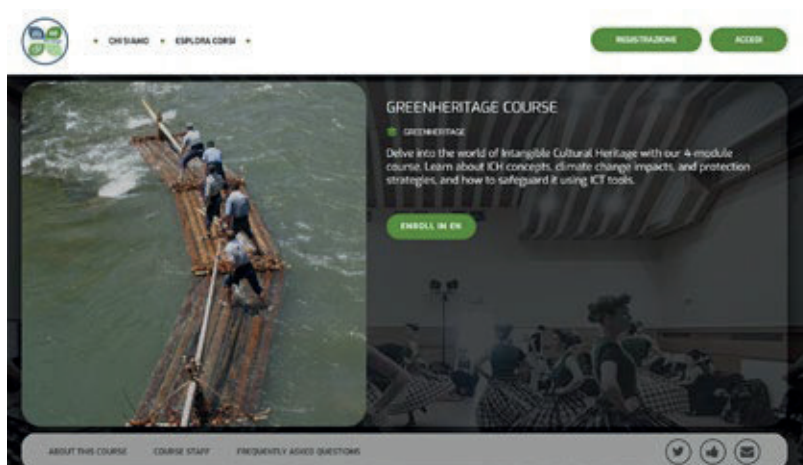 CHI SIAMO
ESPLORA CORSI
REGISTRAZIONE
ACCEDI
GREENHERITAGE COURSE
GREENHERITAGE
Delve into the world of Intangible Cultural Heritage with our 4-module
course. Learn about ICH concepts, climate change impacts, and protection
strategies, and how to safeguard it using ICT tools.
ENROLL IN EN
ABOUT THIS COURSE
COURSE STAFF
FREQUENTLY ASKED QUESTIONS